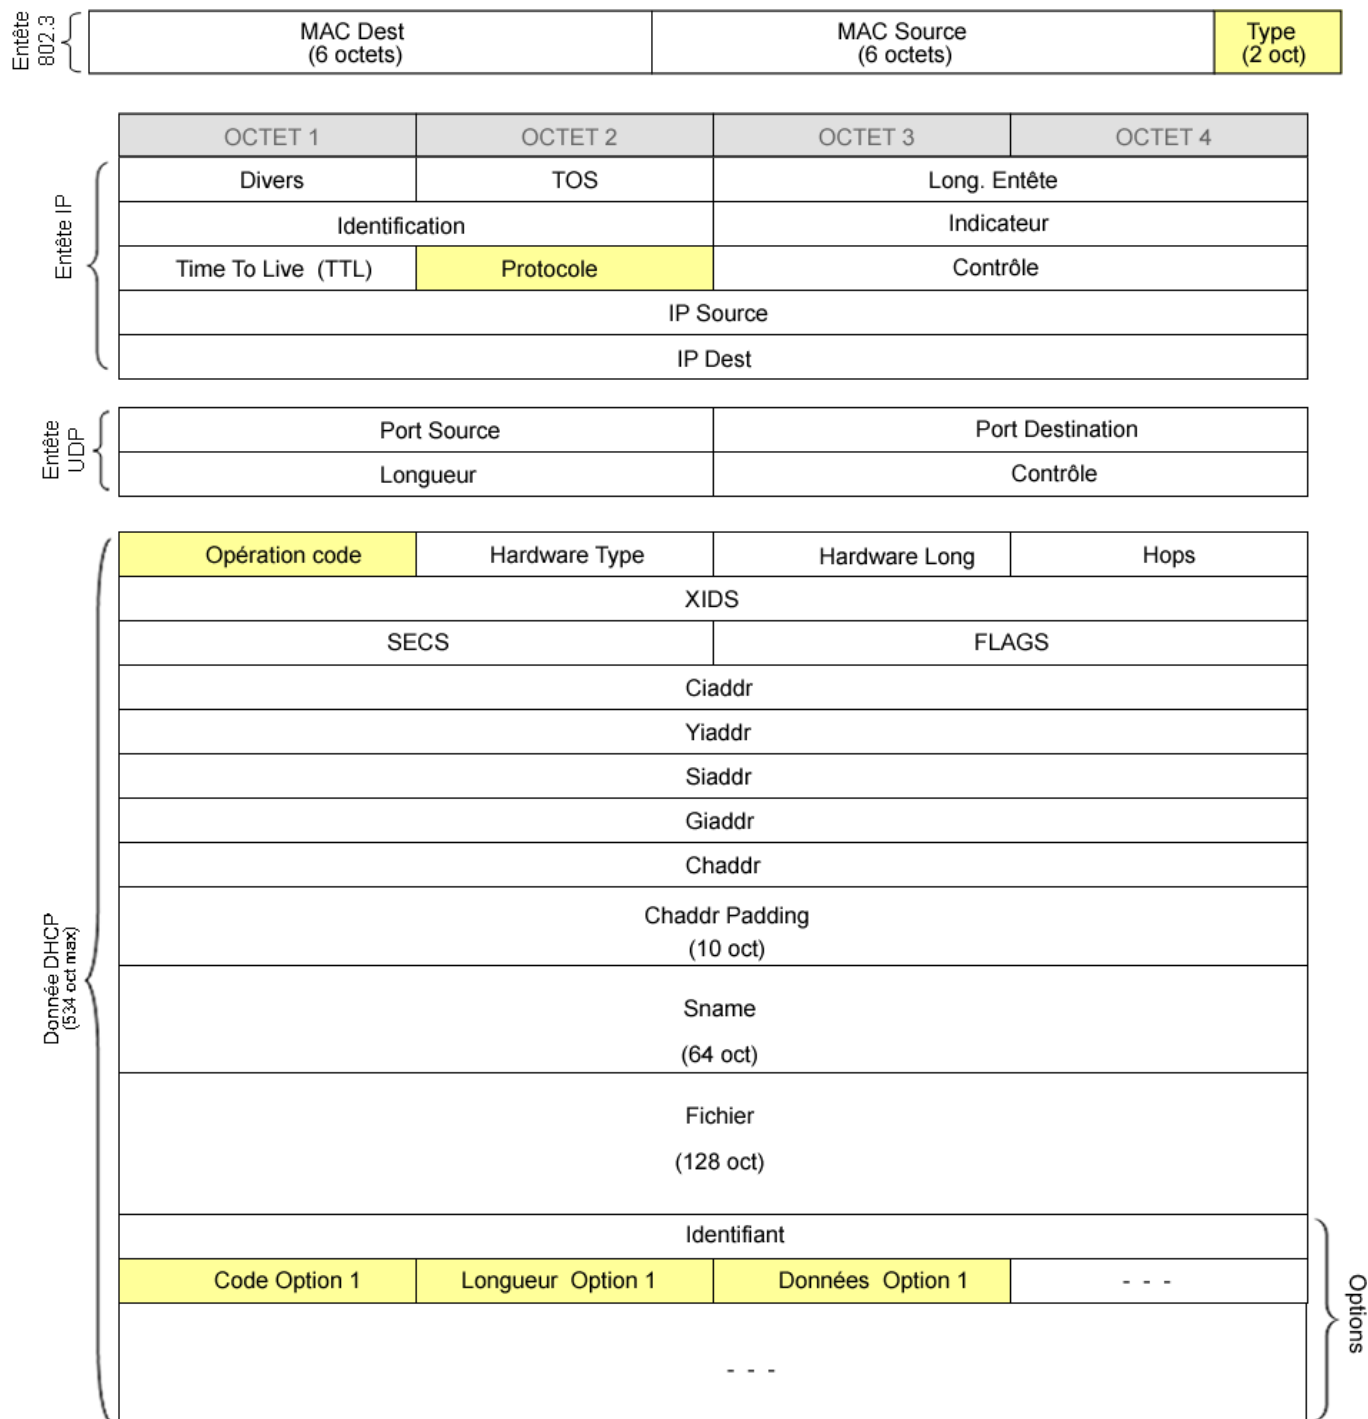 Entête
802.3
MAC Dest
(6 octets)
MAC Source
(6 octets)
Type
(2 oct)
OCTET 1
OCTET 2
OCTET 3
OCTET 4
Entête IP
Divers
TOS
Long. Entête
Identification
Indicateur
Time To Live (TTL)
Protocole
Contrôle
IP Source
IP Dest
Entête
UDP
Port Source
Port Destination
Longueur
Contrôle
Donnée DHCP
(534 oct max)
Opération code
Hardware Type
Hardware Long
Hops
XIDS
SECS
FLAGS
Ciaddr
Yiaddr
Siaddr
Giaddr
Chaddr
Chaddr Padding
(10 oct)
Sname
(64 oct)
Fichier
(128 oct)
Identifiant
Code Option 1
Longueur Option 1
Données Option 1
- - -
- - -
Options